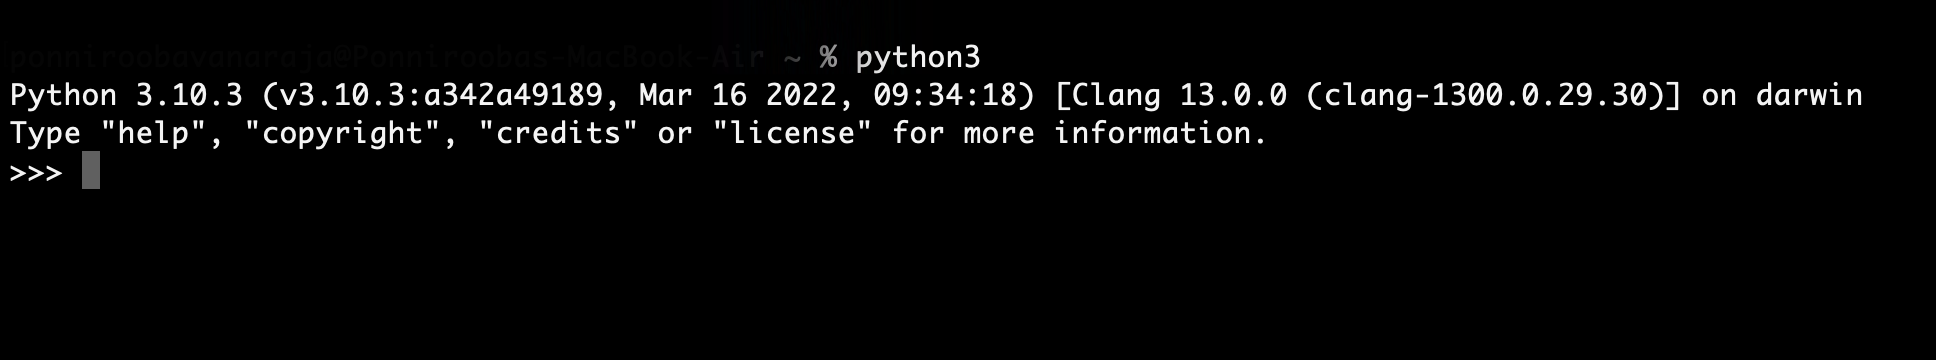 ponniroobavanaraja@Ponniroobas-MacBook-Air ~ % python3
Python 3.10.3 (v3.10.3:a342a49189, Mar 16 2022, 09:34:18) [Clang 13.0.0 (clang-1300.0.29.30)] on darwin
Type "help", "copyright", "credits" or "license" for more information.
>>>